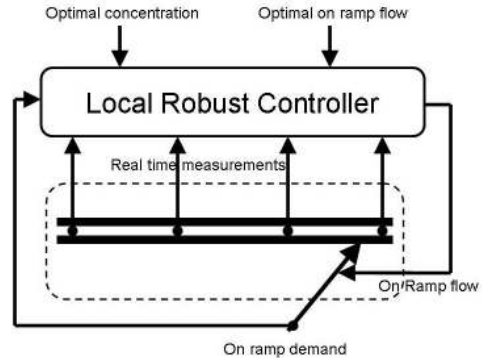 Optimal concentration
Optimal on ramp flow
Local Robust Controller
Real time measurements
On Ramp flow
On ramp demand